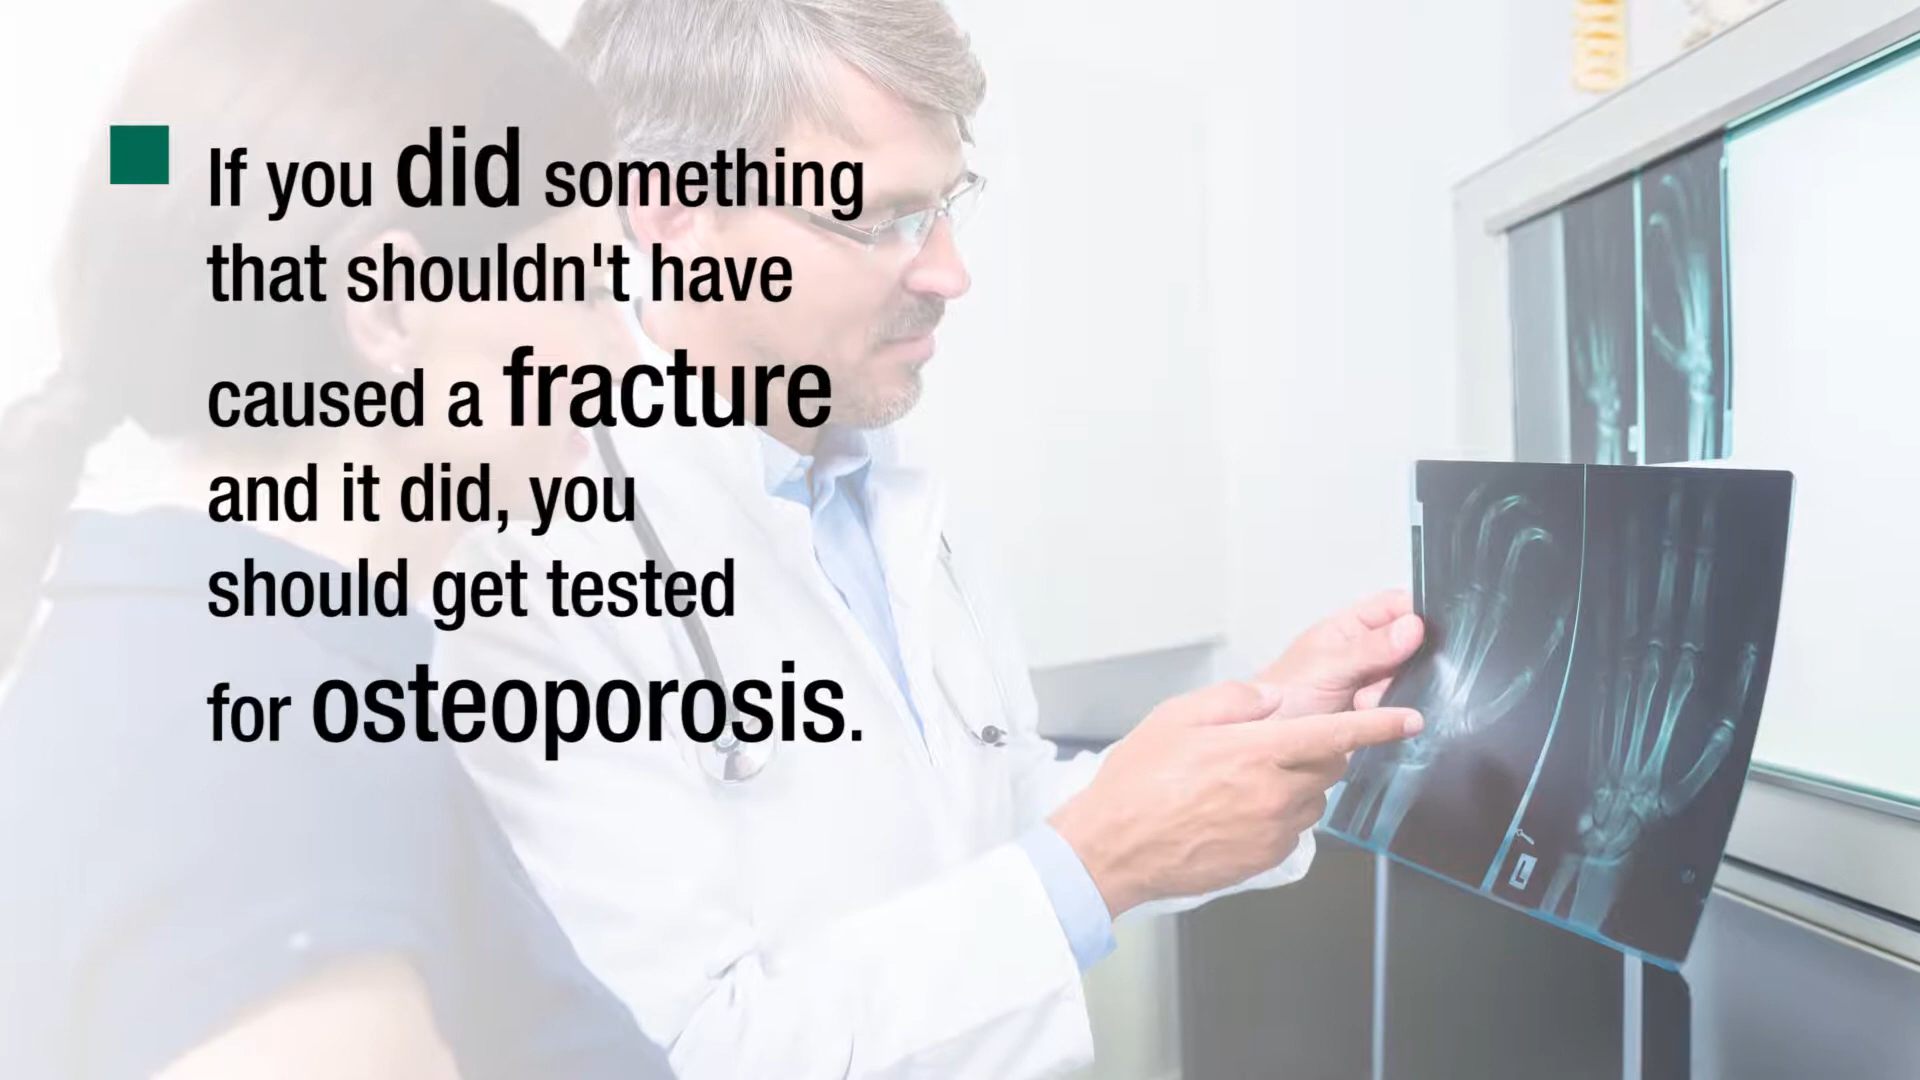 If you did something
that shouldn't have
caused a fracture
and it did, you
should get tested
for osteoporosis.
L